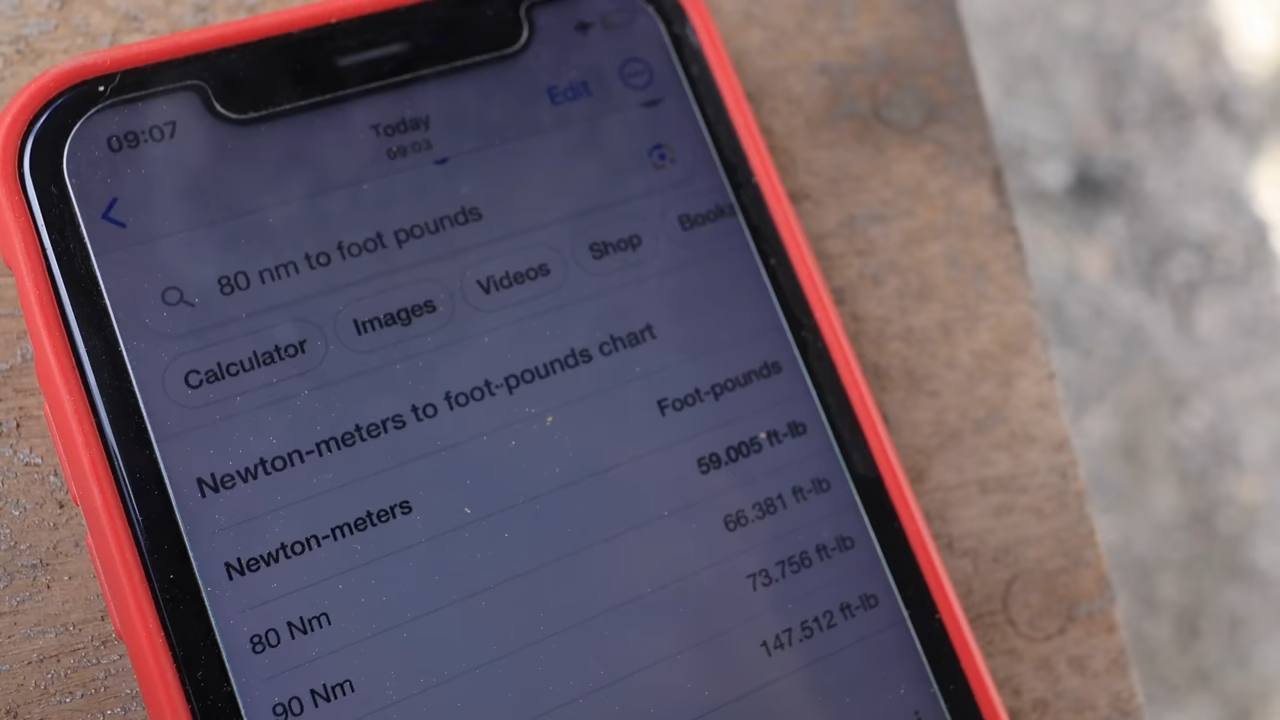 09:07
Today
09:03
Edit
80 nm to foot pounds
Calculator Images Videos Shop Books
Newton-meters to foot-pounds chart
Newton-meters Foot-pounds
80 Nm 59.005 ft-lb
90 Nm 66.381 ft-lb
73.756 ft-lb
147.512 ft-lb